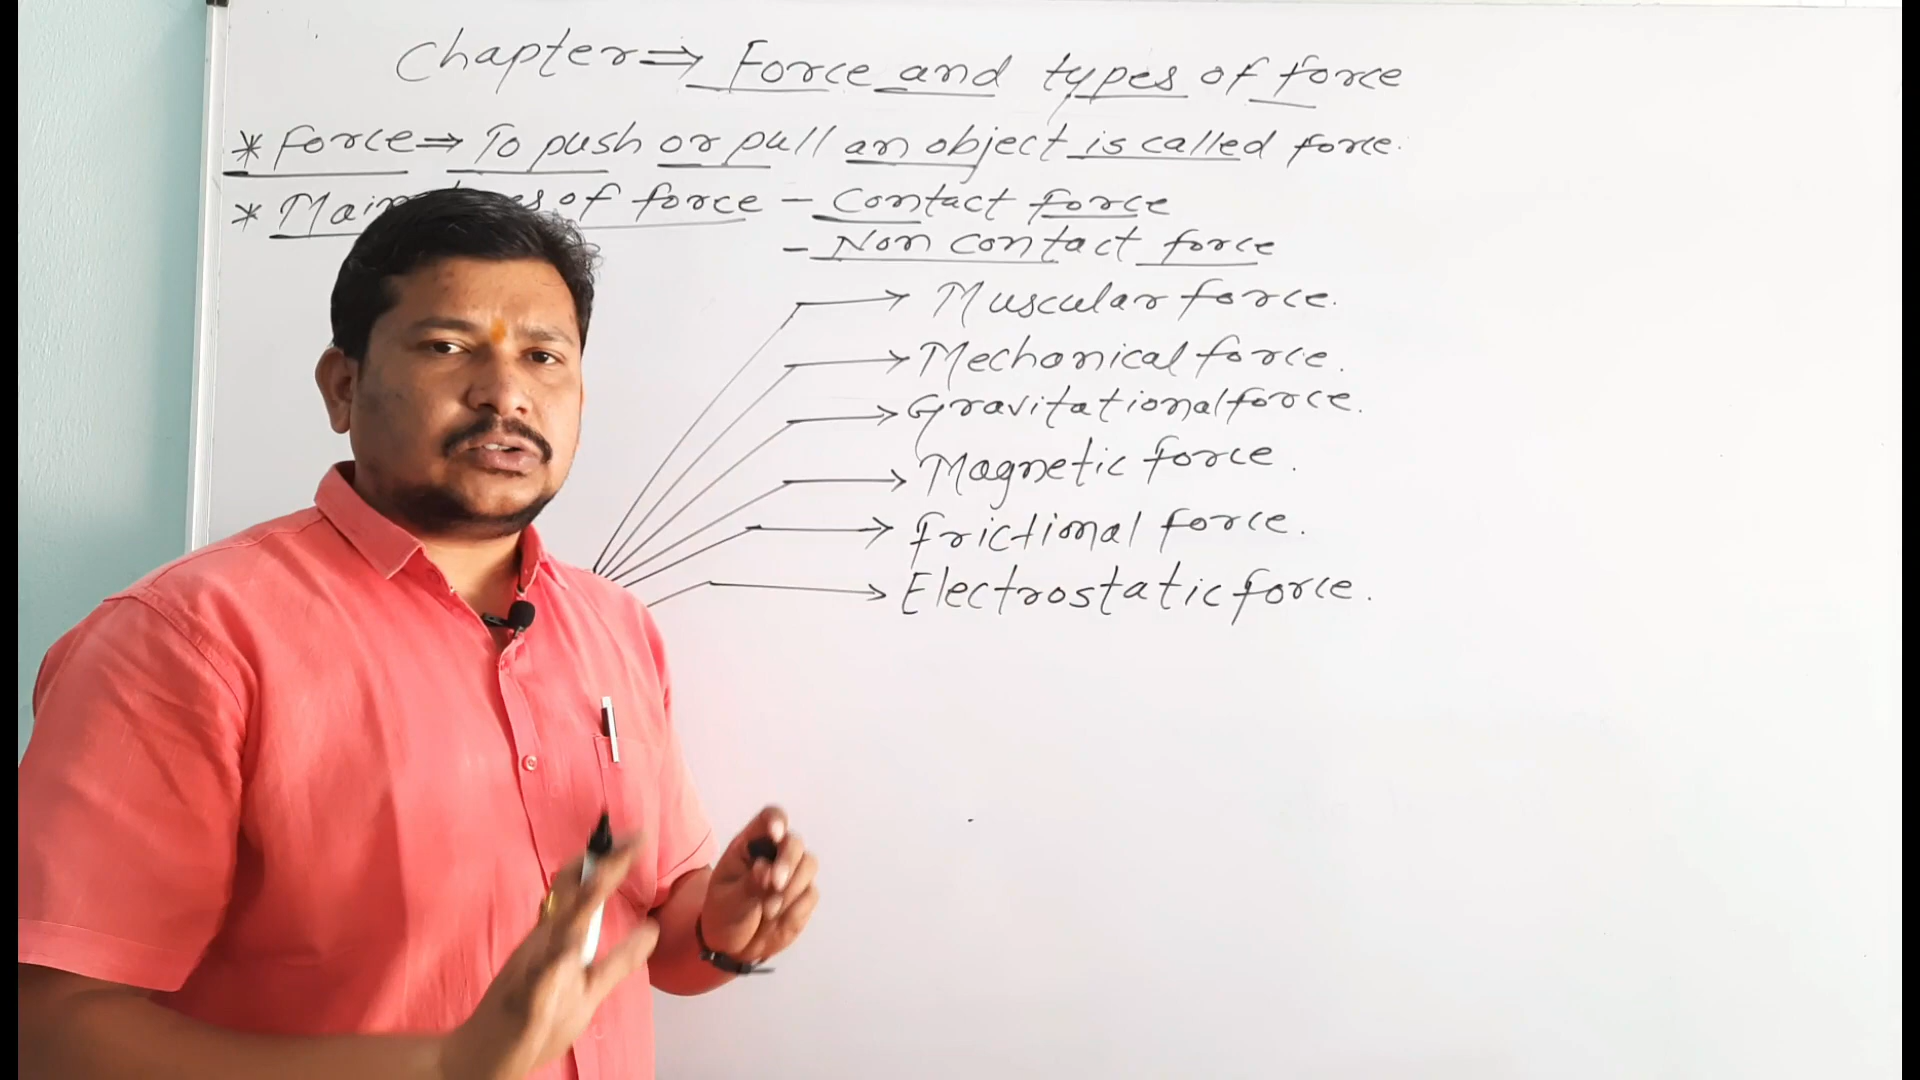 Chapter ⇒ Force and types of force
* Force ⇒ To push or pull an object is called force.
* Main of force - Contact force
- Non contact force
→ Muscular force.
→ Mechanical force.
→ Gravitational force.
→ Magnetic force.
→ Frictional force.
→ Electrostatic force.